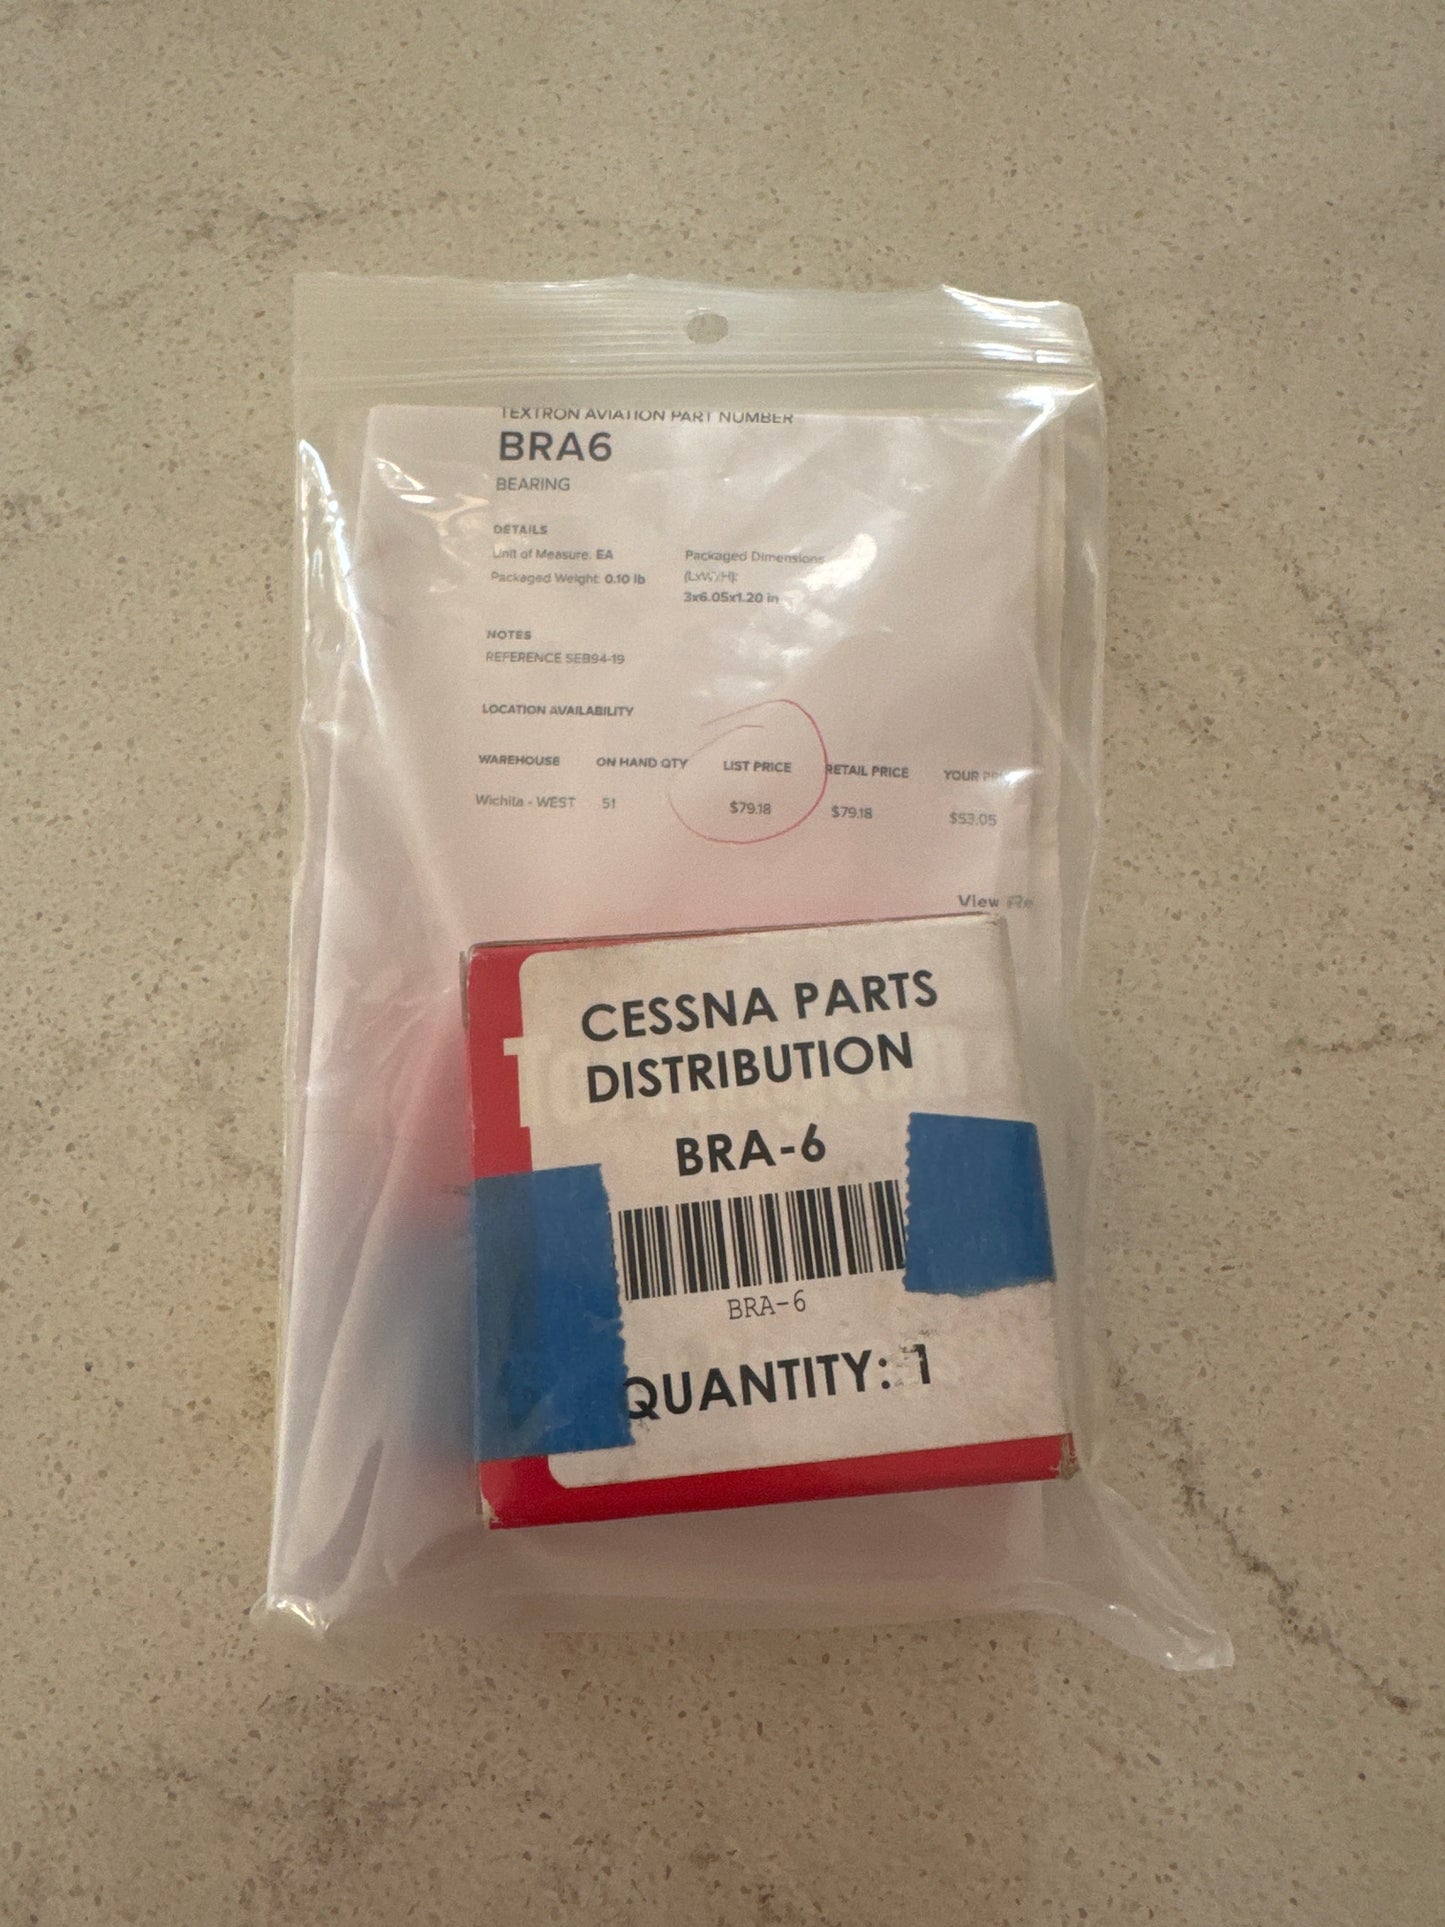 TEXTRON AVIATION PART NUMBER
BRA6
BEARING
DETAILS
Unit of Measure: EA
Packaged Dimensions
(LxWxH):
Packaged Weight: 0.10 lb
3x6.05x1.20 in
NOTES
REFERENCE SEB94-19
LOCATION AVAILABILITY
WAREHOUSE ON HAND QTY LIST PRICE RETAIL PRICE YOUR
Wichita - WEST 51 $79.18 $79.18 $53.05
View
CESSNA PARTS
DISTRIBUTION
BRA-6
BRA-6
QUANTITY: 1